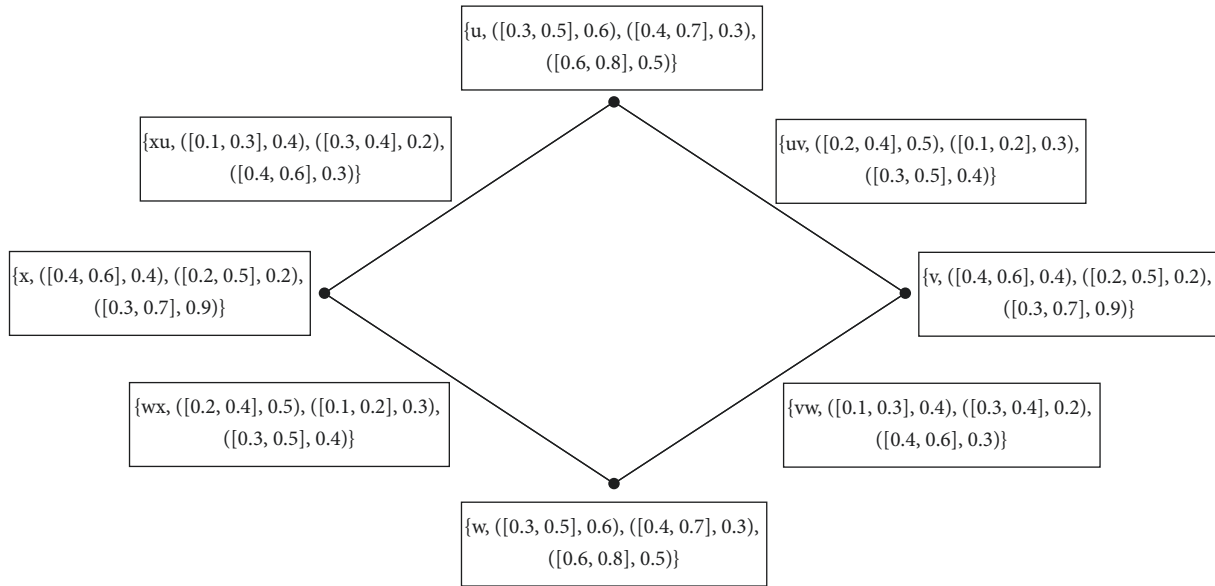 {u, ([0.3, 0.5], 0.6), ([0.4, 0.7], 0.3),
([0.6, 0.8], 0.5)}
{xu, ([0.1, 0.3], 0.4), ([0.3, 0.4], 0.2),
([0.4, 0.6], 0.3)}
{uv, ([0.2, 0.4], 0.5), ([0.1, 0.2], 0.3),
([0.3, 0.5], 0.4)}
{x, ([0.4, 0.6], 0.4), ([0.2, 0.5], 0.2),
([0.3, 0.7], 0.9)}
{v, ([0.4, 0.6], 0.4), ([0.2, 0.5], 0.2),
([0.3, 0.7], 0.9)}
{wx, ([0.2, 0.4], 0.5), ([0.1, 0.2], 0.3),
([0.3, 0.5], 0.4)}
{vw, ([0.1, 0.3], 0.4), ([0.3, 0.4], 0.2),
([0.4, 0.6], 0.3)}
{w, ([0.3, 0.5], 0.6), ([0.4, 0.7], 0.3),
([0.6, 0.8], 0.5)}